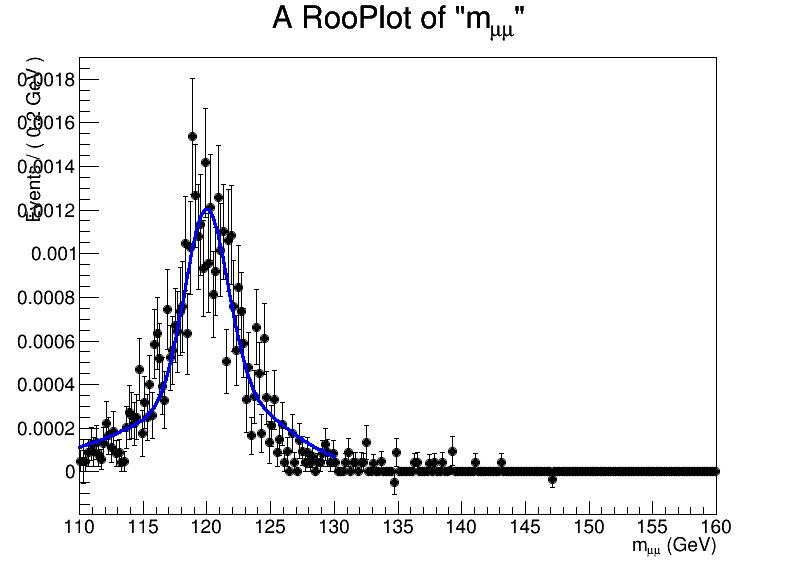 A RooPlot of "mμμ"
Events / ( 0.2 GeV )
0.0018
0.0016
0.0014
0.0012
0.001
0.0008
0.0006
0.0004
0.0002
0
110 115 120 125 130 135 140 145 150 155 160
mμμ (GeV)